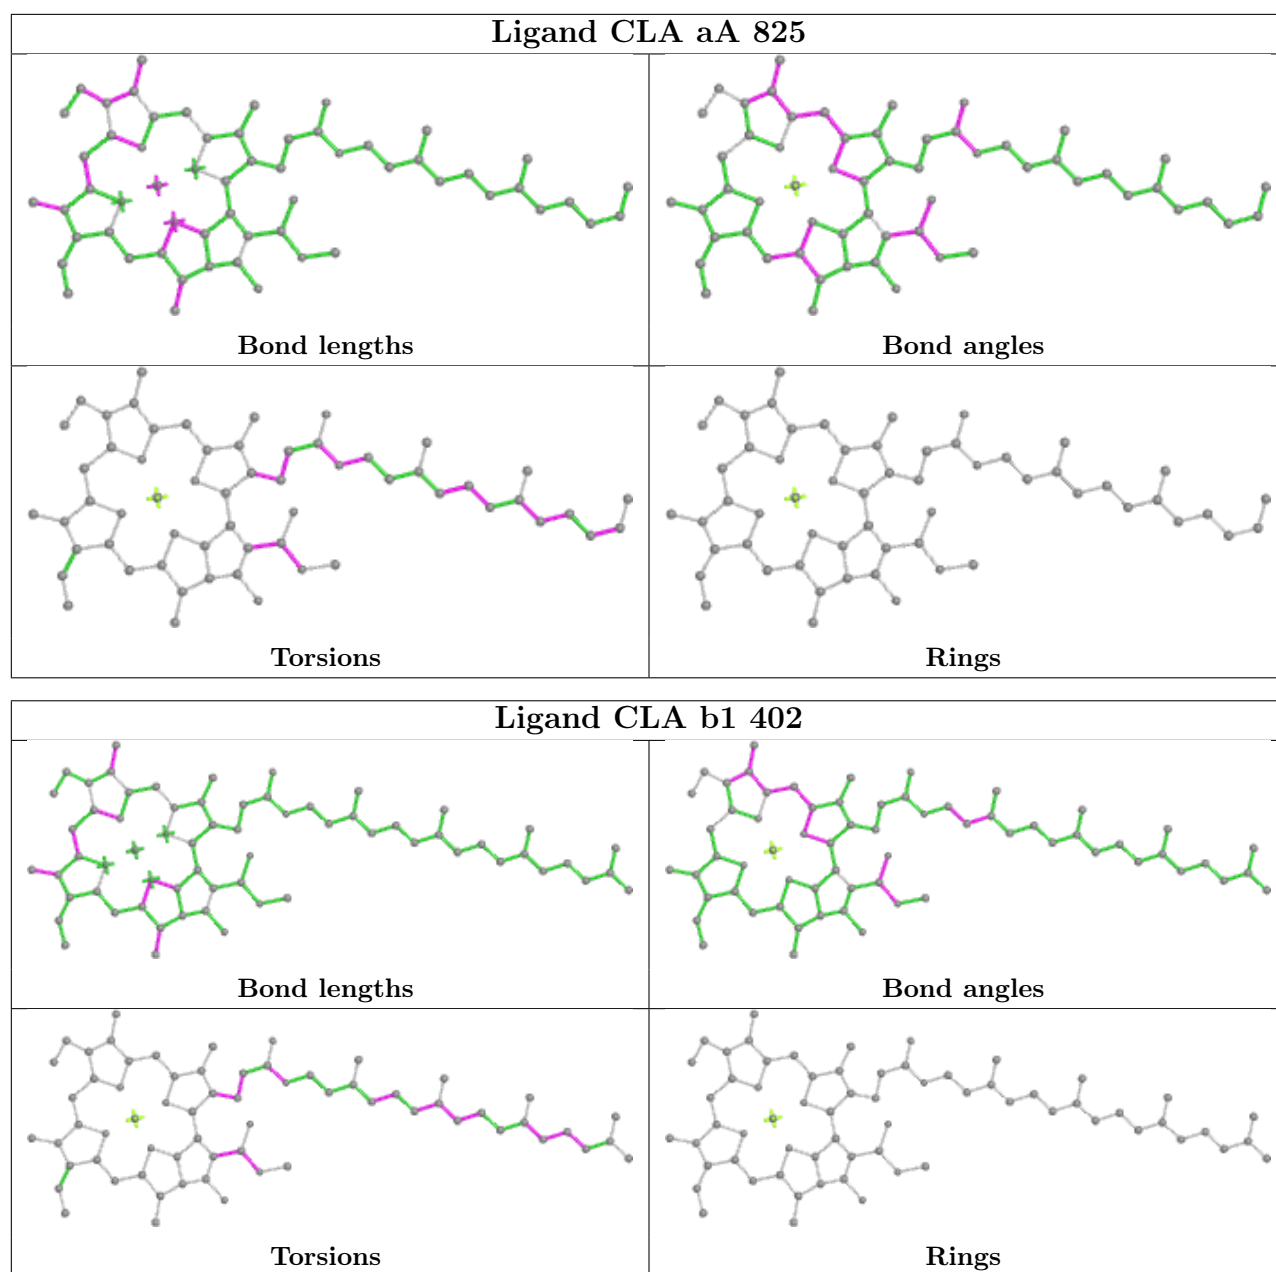 Ligand CLA aA 825
Bond lengths
Bond angles
Torsions
Rings
Ligand CLA b1 402
Bond lengths
Bond angles
Torsions
Rings